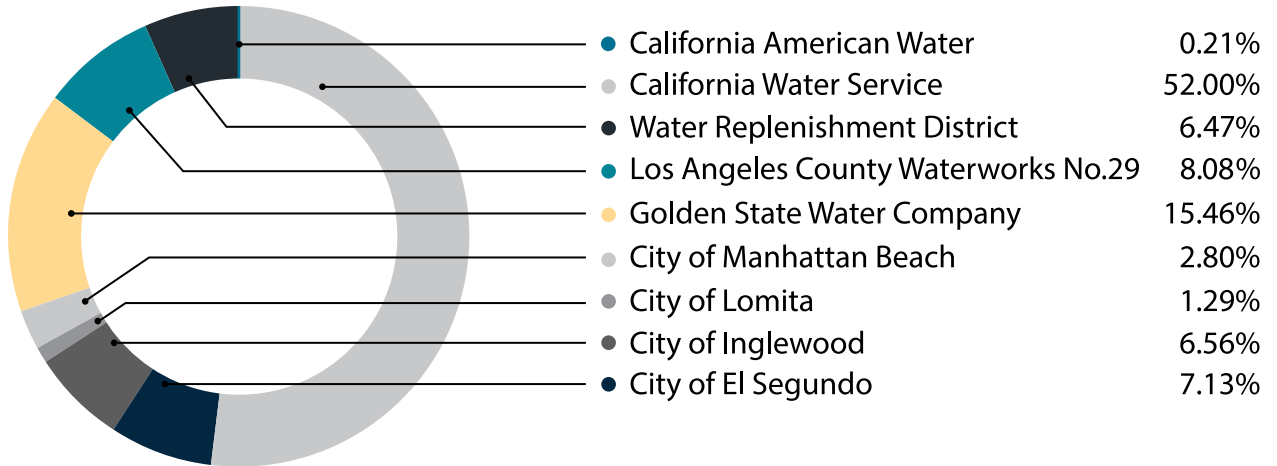 California American Water 0.21%
California Water Service 52.00%
Water Replenishment District 6.47%
Los Angeles County Waterworks No.29 8.08%
Golden State Water Company 15.46%
City of Manhattan Beach 2.80%
City of Lomita 1.29%
City of Inglewood 6.56%
City of El Segundo 7.13%